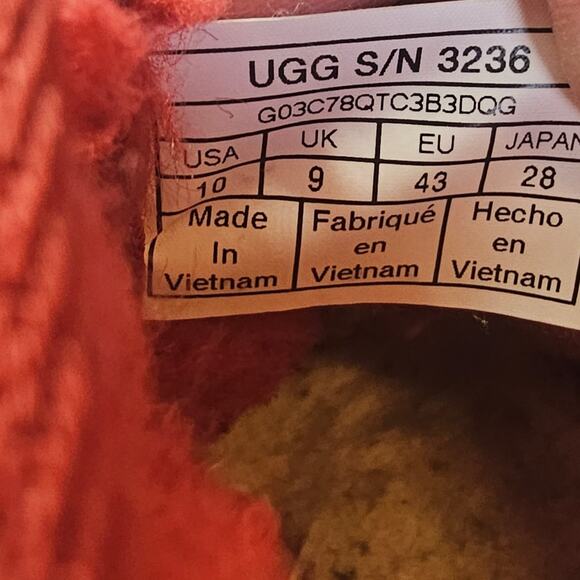 UGG S/N 3236
G03C78QTC3B3DQG
USA UK EU JAPAN
10 9 43 28
Made In Vietnam
Fabriqué en Vietnam
Hecho en Vietnam